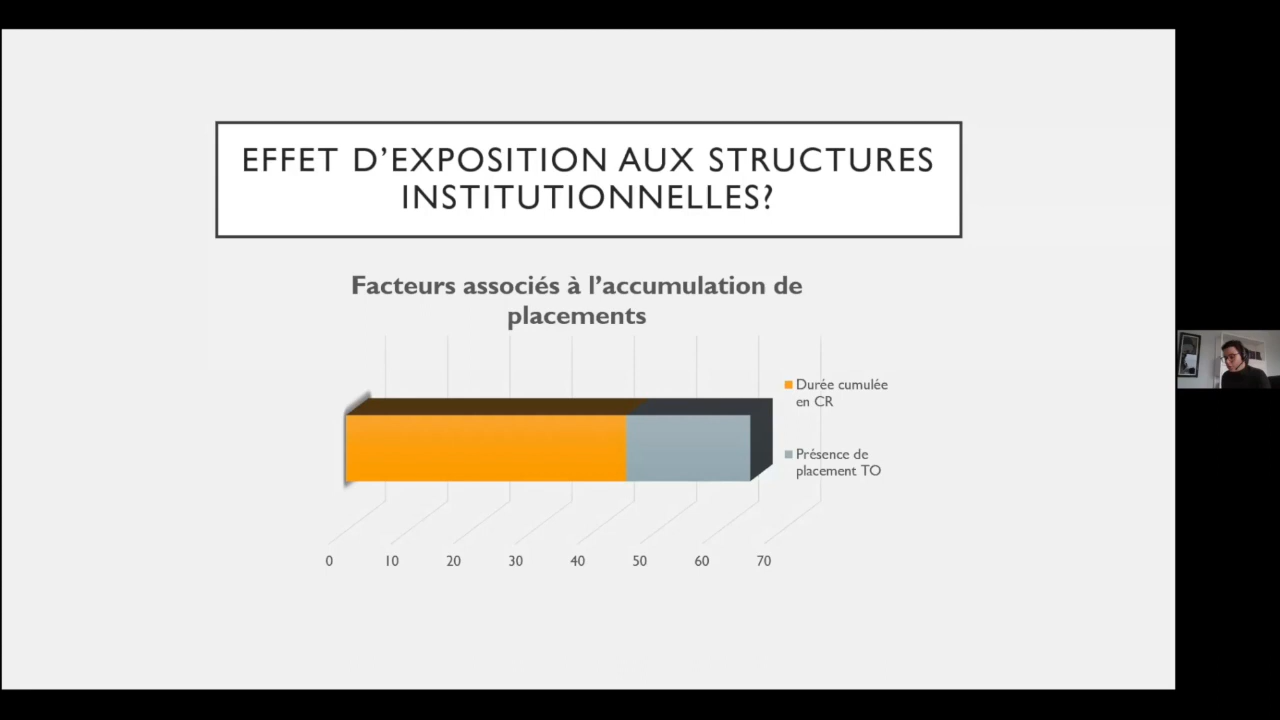 EFFET D’EXPOSITION AUX STRUCTURES
INSTITUTIONNELLES?
Facteurs associés à l’accumulation de
placements
Durée cumulée
en CR
Présence de
placement TO
0 10 20 30 40 50 60 70